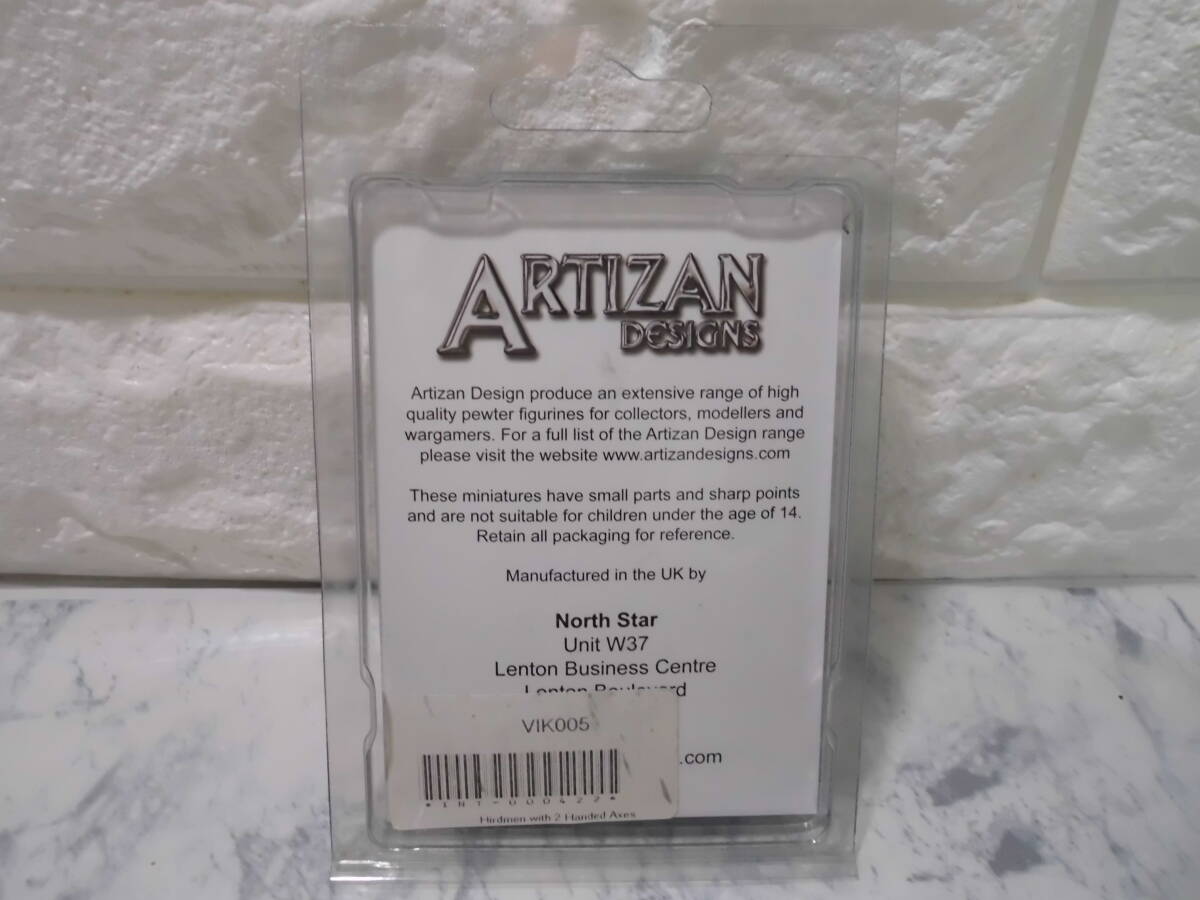 ARTIZAN
DESIGNS
Artizan Design produce an extensive range of high
quality pewter figurines for collectors, modellers and
wargamers. For a full list of the Artizan Design range
please visit the website www.artizandesigns.com
These miniatures have small parts and sharp points
and are not suitable for children under the age of 14.
Retain all packaging for reference.
Manufactured in the UK by
North Star
Unit W37
Lenton Business Centre
Lenton Boulevard
.com
VIK005
*INT-000422*
Hirdmen with 2 Handed Axes